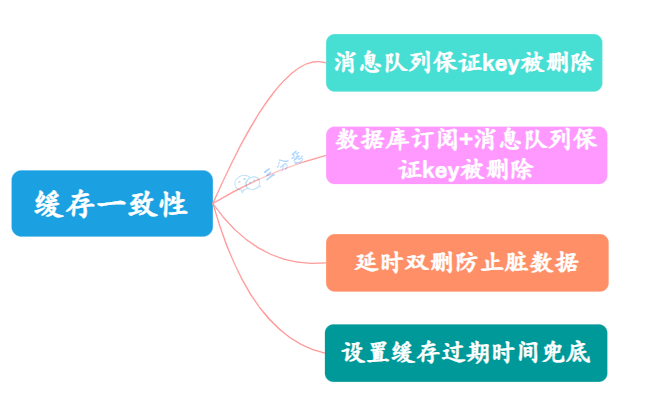 消息队列保证key被删除
数据库订阅+消息队列保
证key被删除
缓存一致性
三分恶
延时双删防止脏数据
设置缓存过期时间兜底